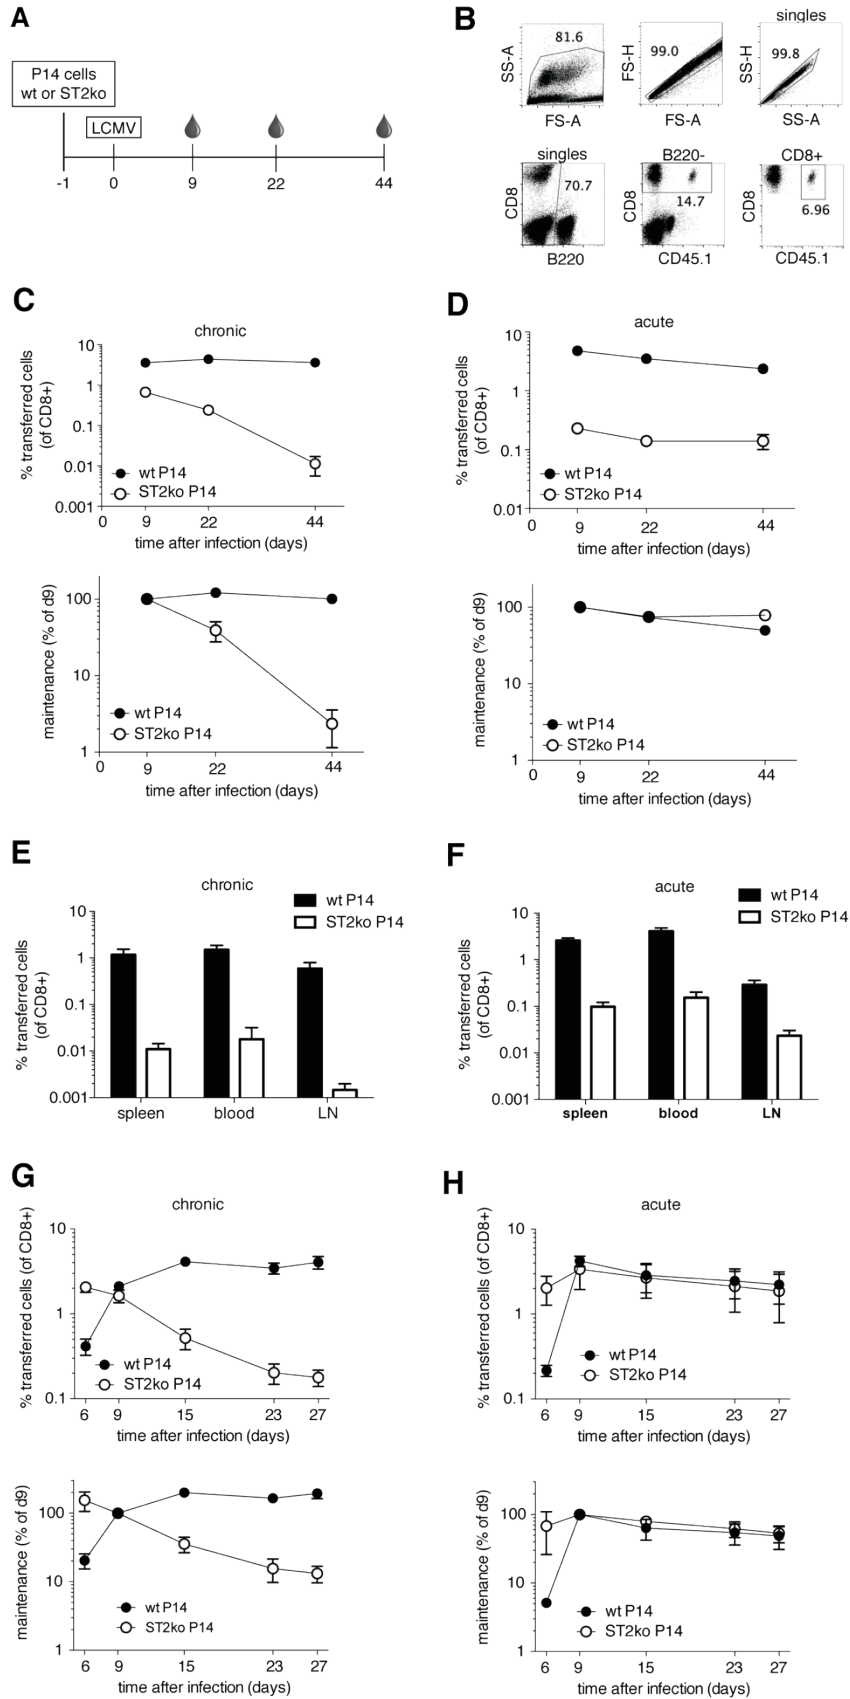 A
P14 cells
wt or ST2ko
LCMV
-1
0
9
22
44
B
81.6
SS-A
FS-A
99.0
FS-H
FS-A
singles
99.8
SS-H
SS-A
singles
70.7
CD8
B220
B220-
14.7
CD8
CD45.1
CD8+
6.96
CD8
CD45.1
C
chronic
% transferred cells
(of CD8+)
10
1
0.1
0.01
0.001
wt P14
ST2ko P14
0
9
22
44
time after infection (days)
maintenance (% of d9)
100
10
1
wt P14
ST2ko P14
0
9
22
44
time after infection (days)
D
acute
% transferred cells
(of CD8+)
10
1
0.1
0.01
wt P14
ST2ko P14
0
9
22
44
time after infection (days)
maintenance (% of d9)
100
10
1
wt P14
ST2ko P14
0
9
22
44
time after infection (days)
E
chronic
wt P14
ST2ko P14
% transferred cells
(of CD8+)
10
1
0.1
0.01
0.001
spleen
blood
LN
F
acute
wt P14
ST2ko P14
% transferred cells
(of CD8+)
10
1
0.1
0.01
0.001
spleen
blood
LN
G
chronic
% transferred cells (of CD8+)
10
1
0.1
wt P14
ST2ko P14
6
9
15
23
27
time after infection (days)
maintenance (% of d9)
100
10
1
wt P14
ST2ko P14
6
9
15
23
27
time after infection (days)
H
acute
% transferred cells (of CD8+)
10
1
0.1
wt P14
ST2ko P14
6
9
15
23
27
time after infection (days)
maintenance (% of d9)
100
10
1
wt P14
ST2ko P14
6
9
15
23
27
time after infection (days)